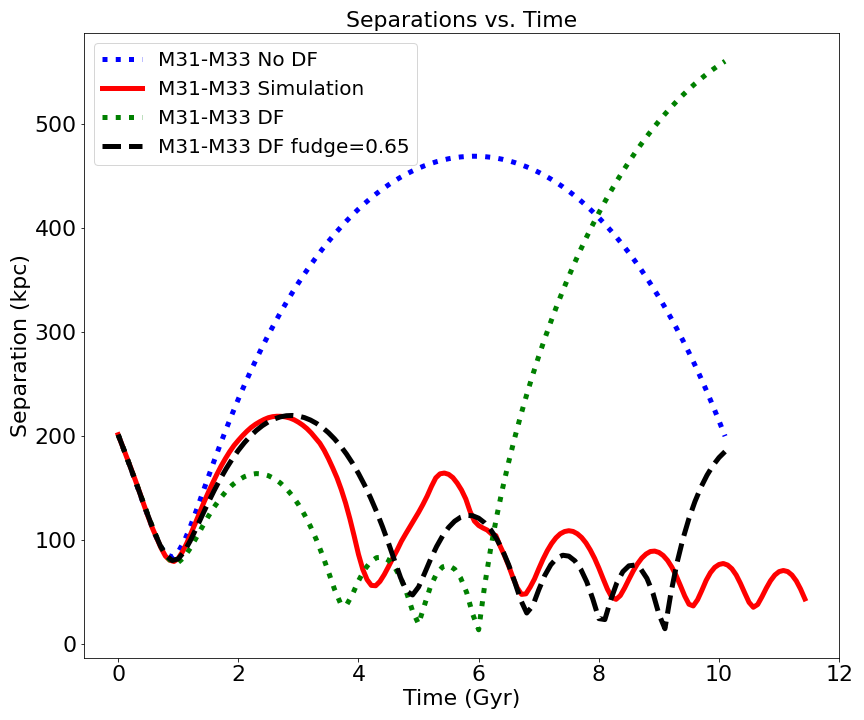 Separations vs. Time
M31-M33 No DF
M31-M33 Simulation
M31-M33 DF
M31-M33 DF fudge=0.65
Separation (kpc)
500
400
300
200
100
0
0 2 4 6 8 10 12
Time (Gyr)